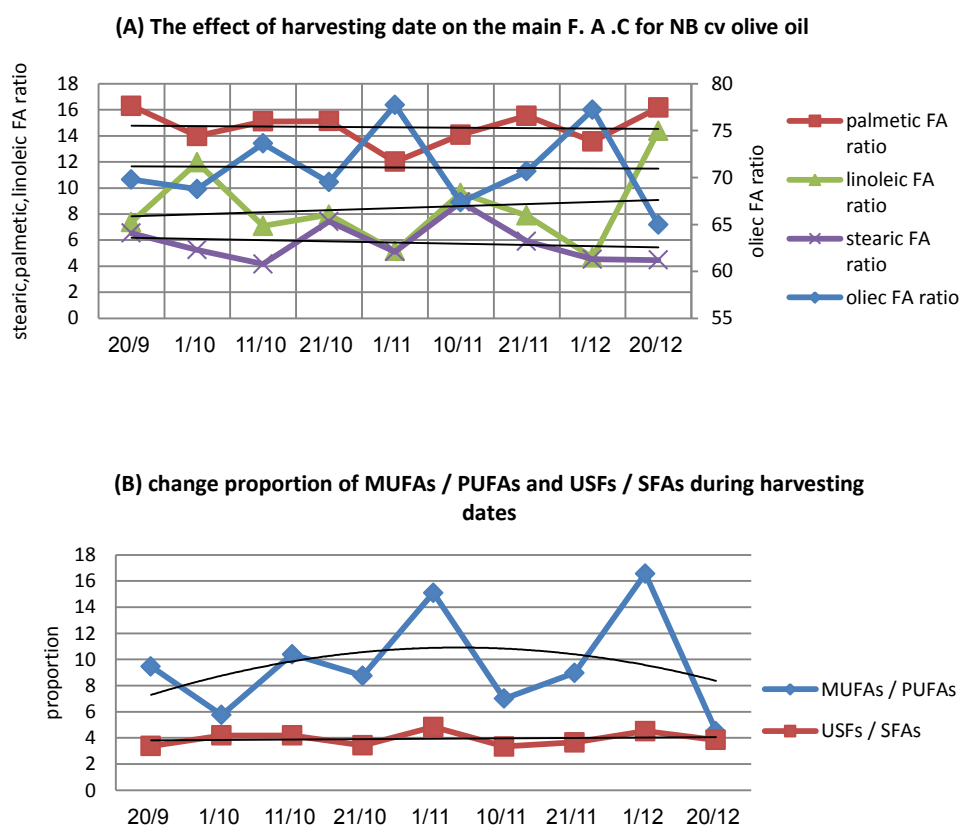 (A) The effect of harvesting date on the main F. A .C for NB cv olive oil
stearic,palmetic,linoleic FA ratio
18
16
14
12
10
8
6
4
2
0
80
75
70
65
60
55
oliec FA ratio
20/9 1/10 11/10 21/10 1/11 10/11 21/11 1/12 20/12
palmetic FA
ratio
linoleic FA
ratio
stearic FA
ratio
oliec FA ratio
(B) change proportion of MUFAs / PUFAs and USFs / SFAs during harvesting
dates
proportion
18
16
14
12
10
8
6
4
2
0
20/9 1/10 11/10 21/10 1/11 10/11 21/11 1/12 20/12
MUFAs / PUFAs
USFs / SFAs